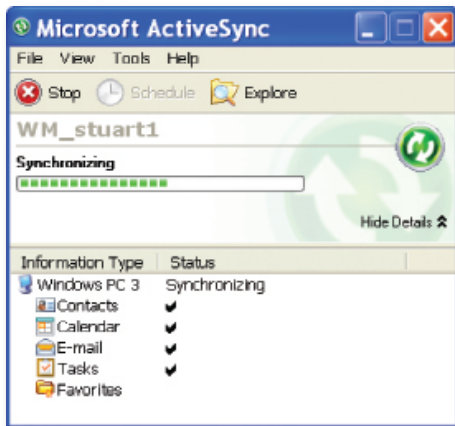 Microsoft ActiveSync
File View Tools Help
Stop Schedule Explore
WM_stuart1
Synchronizing
Hide Details
Information Type Status
Windows PC 3 Synchronizing
Contacts
Calendar
E-mail
Tasks
Favorites